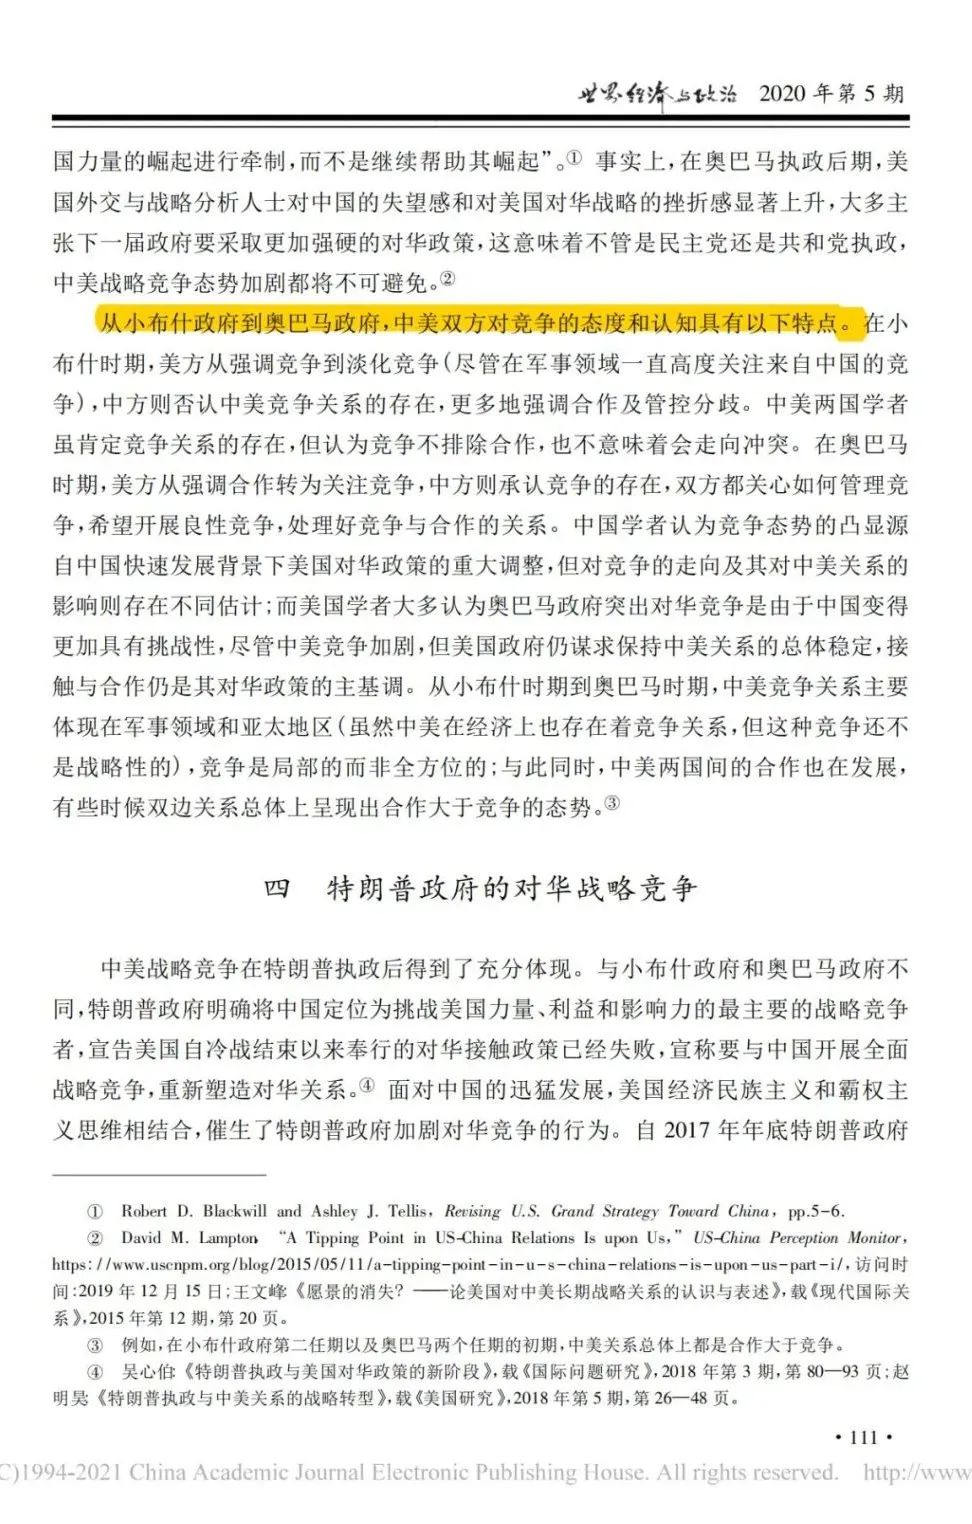 世界经济与政治 2020 年第 5 期
国力量的崛起进行牵制,而不是继续帮助其崛起”。① 事实上,在奥巴马执政后期,美
国外交与战略分析人士对中国的失望感和对美国对华战略的挫折感显著上升,大多主
张下一届政府要采取更加强硬的对华政策,这意味着不管是民主党还是共和党执政,
中美战略竞争态势加剧都将不可避免。②
从小布什政府到奥巴马政府,中美双方对竞争的态度和认知具有以下特点。在小
布什时期,美方从强调竞争到淡化竞争(尽管在军事领域一直高度关注来自中国的竞
争),中方则否认中美竞争关系的存在,更多地强调合作及管控分歧。中美两国学者
虽肯定竞争关系的存在,但认为竞争不排除合作,也不意味着会走向冲突。在奥巴马
时期,美方从强调合作转为关注竞争,中方则承认竞争的存在,双方都关心如何管理竞
争,希望开展良性竞争,处理好竞争与合作的关系。中国学者认为竞争态势的凸显源
自中国快速发展背景下美国对华政策的重大调整,但对竞争的走向及其对中美关系的
影响则存在不同估计;而美国学者大多认为奥巴马政府突出对华竞争是由于中国变得
更加具有挑战性,尽管中美竞争加剧,但美国政府仍谋求保持中美关系的总体稳定,接
触与合作仍是其对华政策的主基调。从小布什时期到奥巴马时期,中美竞争关系主要
体现在军事领域和亚太地区(虽然中美在经济上也存在着竞争关系,但这种竞争还不
是战略性的),竞争是局部的而非全方位的;与此同时,中美两国间的合作也在发展,
有些时候双边关系总体上呈现出合作大于竞争的态势。③
四 特朗普政府的对华战略竞争
中美战略竞争在特朗普执政后得到了充分体现。与小布什政府和奥巴马政府不
同,特朗普政府明确将中国定位为挑战美国力量、利益和影响力的最主要的战略竞争
者,宣告美国自冷战结束以来奉行的对华接触政策已经失败,宣称要与中国开展全面
战略竞争,重新塑造对华关系。④ 面对中国的迅猛发展,美国经济民族主义和霸权主
义思维相结合,催生了特朗普政府加剧对华竞争的行为。自 2017 年年底特朗普政府
① Robert D. Blackwill and Ashley J. Tellis, Revising U.S. Grand Strategy Toward China, pp.5-6.
② David M. Lampton, “A Tipping Point in US-China Relations Is upon Us,” US-China Perception Monitor,
https://www.uscnpm.org/blog/2015/05/11/a-tipping-point-in-u-s-china-relations-is-upon-us-part-i/,访问时
间:2019 年 12 月 15 日;王文峰:《愿景的消失? ——论美国对中美长期战略关系的认识与表述》,载《现代国际关
系》,2015 年第 12 期,第 20 页。
③ 例如,在小布什政府第二任期以及奥巴马两个任期的初期,中美关系总体上都是合作大于竞争。
④ 吴心伯:《特朗普执政与美国对华政策的新阶段》,载《国际问题研究》,2018 年第 3 期,第 80—93 页;赵
明昊:《特朗普执政与中美关系的战略转型》,载《美国研究》,2018 年第 5 期,第 26—48 页。
· 111 ·
C)1994-2021 China Academic Journal Electronic Publishing House. All rights reserved. http://www